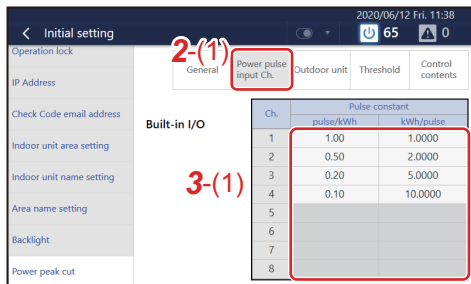 2020/06/12 Fri. 11:38
Initial setting
65
0
Operation lock
IP Address
Check Code email address
Indoor unit area setting
Indoor unit name setting
Area name setting
Backlight
Power peak cut
2-(1)
General
Power pulse
input Ch.
Outdoor unit
Threshold
Control
contents
Built-in I/O
Ch.
Pulse constant
pulse/kWh
kWh/pulse
1 1.00 1.0000
2 0.50 2.0000
3 0.20 5.0000
4 0.10 10.0000
5
6
7
8
3-(1)